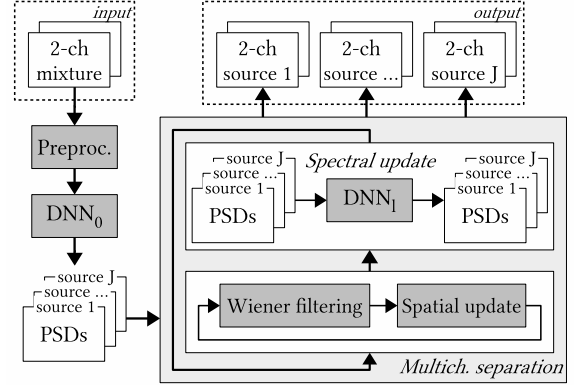 input
2-ch
mixture
output
2-ch
source 1
2-ch
source ...
2-ch
source J
Preproc.
DNN0
source J
source ...
source 1
PSDs
Spectral update
source J
source ...
source 1
PSDs
DNNl
source J
source ...
source 1
PSDs
Wiener filtering
Spatial update
Multich. separation